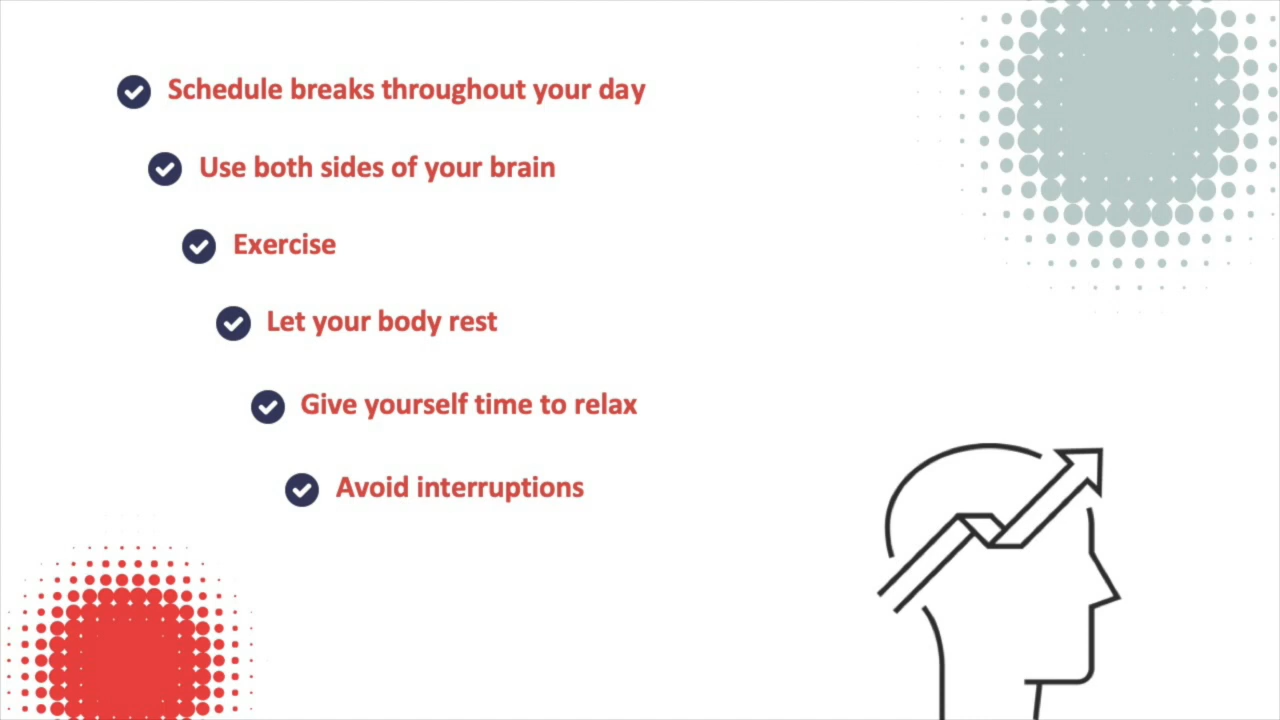 Schedule breaks throughout your day
Use both sides of your brain
Exercise
Let your body rest
Give yourself time to relax
Avoid interruptions